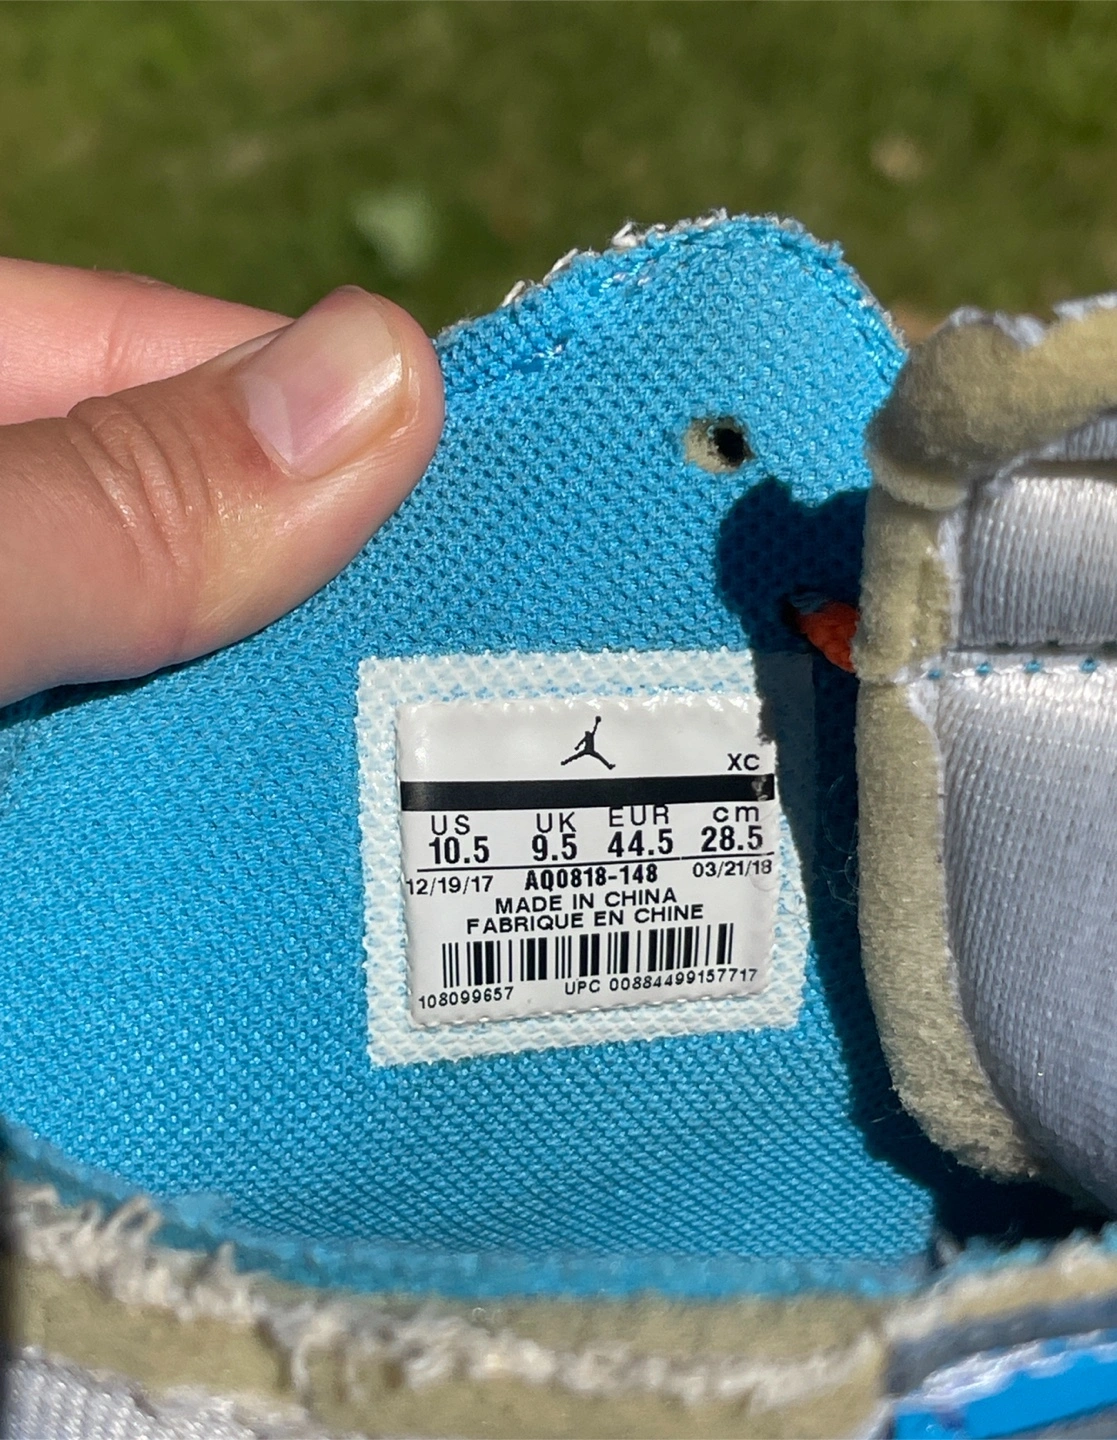 XC
US UK EUR cm
10.5 9.5 44.5 28.5
12/19/17 AQ0818-148 03/21/18
MADE IN CHINA
FABRIQUE EN CHINE
108099657 UPC 00884499157717